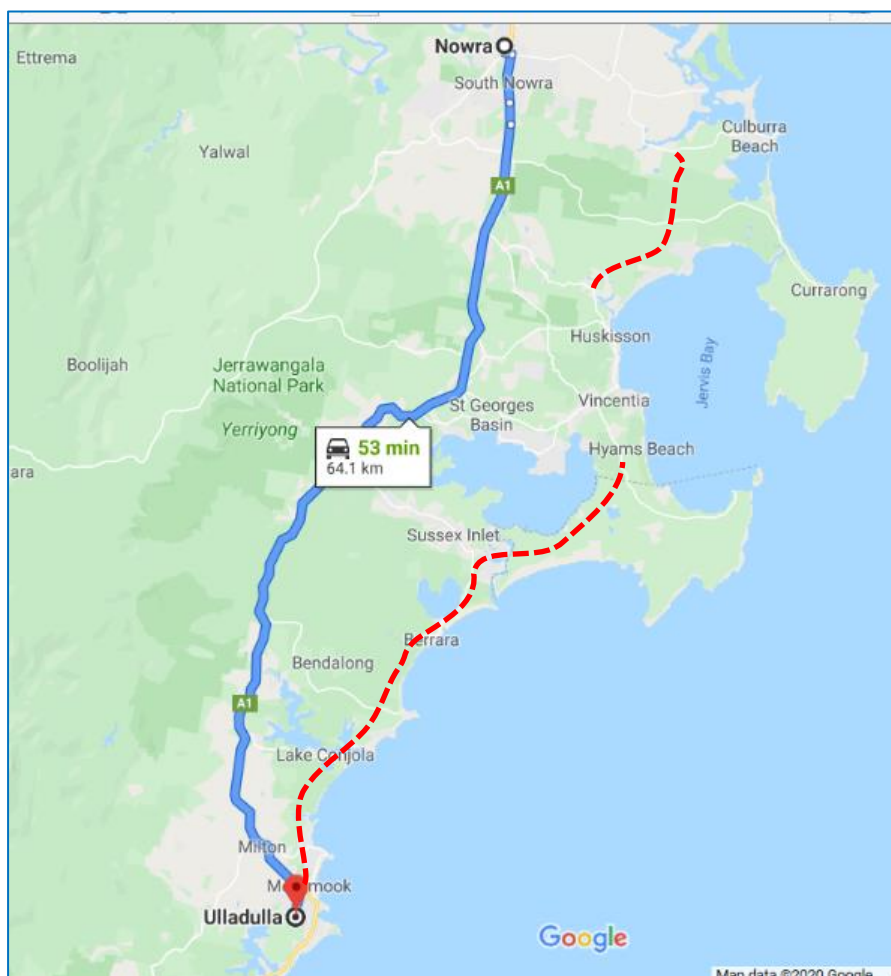 Nowra
Ettrema
South Nowra
Culburra
Beach
Yalwal
A1
Currarong
Huskisson
Jervis Bay
Boolijah
Jerrawangala
National Park
Vincentia
St Georges
Basin
Yerriyong
53 min
64.1 km
Hyams Beach
ara
Sussex Inlet
Berrara
Bendalong
A1
Lake Conjola
Milton
Ulladulla
Google
Map data ©2020 Google